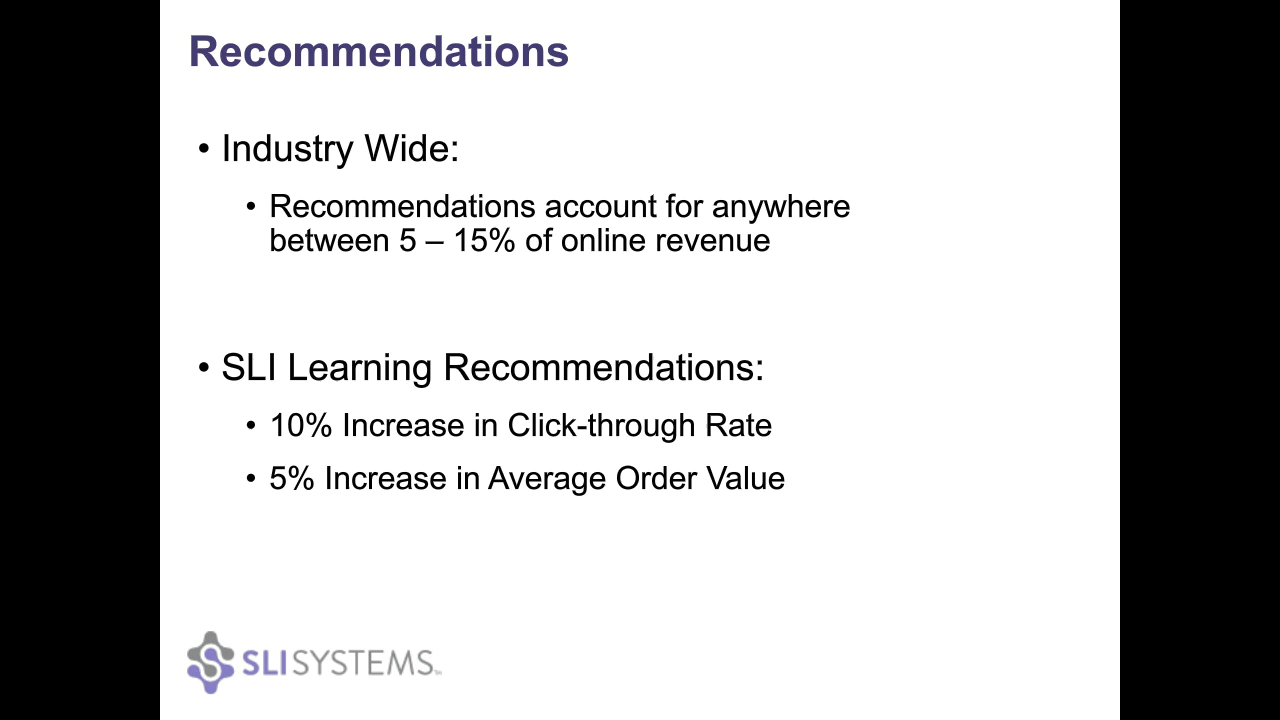 Recommendations
• Industry Wide:
• Recommendations account for anywhere
between 5 – 15% of online revenue
• SLI Learning Recommendations:
• 10% Increase in Click-through Rate
• 5% Increase in Average Order Value
SLISYSTEMS